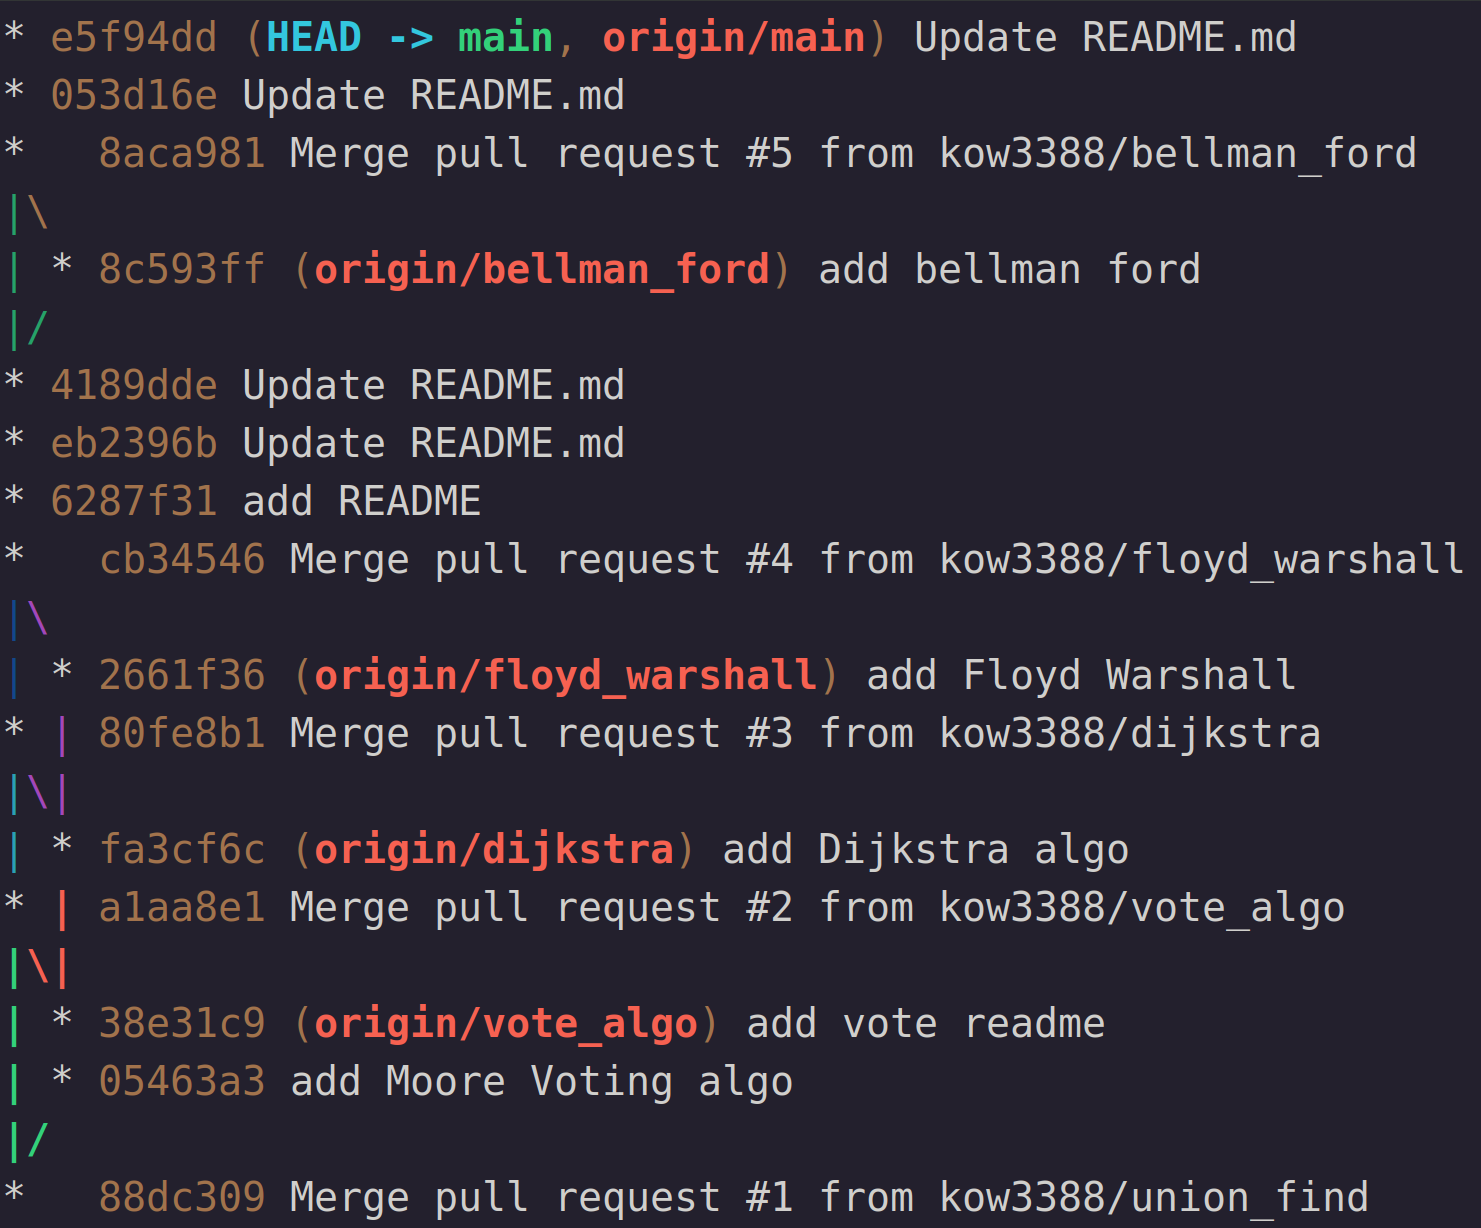 * e5f94dd (HEAD -> main, origin/main) Update README.md
* 053d16e Update README.md
*   8aca981 Merge pull request #5 from kow3388/bellman_ford
|\
| * 8c593ff (origin/bellman_ford) add bellman ford
|/
* 4189dde Update README.md
* eb2396b Update README.md
* 6287f31 add README
*   cb34546 Merge pull request #4 from kow3388/floyd_warshall
|\
| * 2661f36 (origin/floyd_warshall) add Floyd Warshall
* | 80fe8b1 Merge pull request #3 from kow3388/dijkstra
|\|
| * fa3cf6c (origin/dijkstra) add Dijkstra algo
* | a1aa8e1 Merge pull request #2 from kow3388/vote_algo
|\|
| * 38e31c9 (origin/vote_algo) add vote readme
| * 05463a3 add Moore Voting algo
|/
*   88dc309 Merge pull request #1 from kow3388/union_find